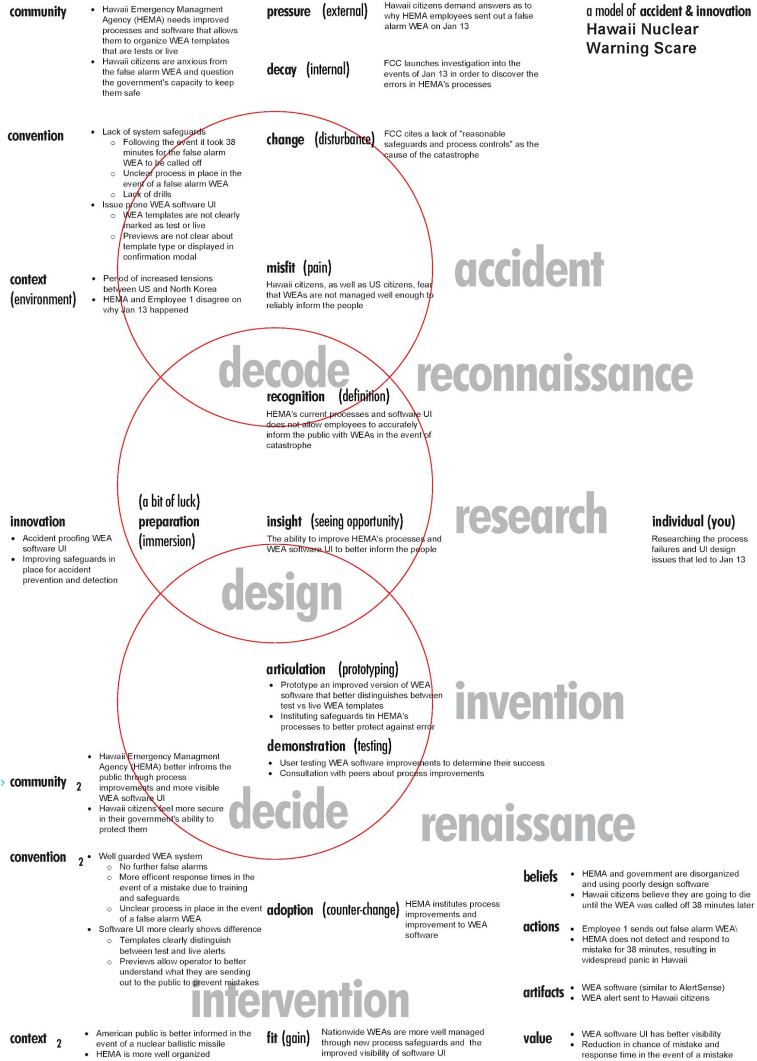 a model of accident & innovation
Hawaii Nuclear
Warning Scare
community
• Hawaii Emergency Managment
Agency (HEMA) needs improved
processes and software that allows
them to organize WEA templates
that are tests or live
• Hawaii citizens are anxious from
the false alarm WEA and question
the government's capacity to keep
them safe
pressure (external)
Hawaii citizens demand answers as to
why HEMA employees sent out a false
alarm WEA on Jan 13
decay (internal)
FCC launches investigation into the
events of Jan 13 in order to discover the
errors in HEMA's processes
convention
• Lack of system safeguards
o Following the event it took 38
minutes for the false alarm
WEA to be called off
o Unclear process in place in the
event of a false alarm WEA
o Lack of drills
• Issue prone WEA software UI
o WEA templates are not clearly
marked as test or live
o Previews are not clear about
template type or displayed in
confirmation modal
change (disturbance)
FCC cites a lack of "reasonable
safeguards and process controls" as the
cause of the catastrophe
context
(environment)
• Period of increased tensions
between US and North Korea
• HEMA and Employee 1 disagree on
why Jan 13 happened
misfit (pain)
Hawaii citizens, as well as US citizens, fear
that WEAs are not managed well enough to
reliably inform the people
accident
decode
reconnaissance
recognition (definition)
HEMA's current processes and software UI
does not allow employees to accurately
inform the public with WEAs in the event of
catastrophe
innovation
• Accident proofing WEA
software UI
• Improving safeguards in
place for accident
prevention and detection
(a bit of luck)
preparation
(immersion)
insight (seeing opportunity)
The ability to improve HEMA's processes and
WEA software UI to better inform the people
research
individual (you)
Researching the process
failures and UI design
issues that led to Jan 13
design
articulation (prototyping)
• Prototype an improved version of WEA
software that better distinguishes between
test vs live WEA templates
• Instituting safeguards tin HEMA's
processes to better protect against error
invention
demonstration (testing)
• User testing WEA software improvements to determine their success
• Consultation with peers about process improvements
> community 2
• Hawaii Emergency Managment
Agency (HEMA) better infroms the
public through process
improvements and more visible
WEA software UI
• Hawaii citizens feel more secure
in their government's ability to
protect them
decide
renaissance
convention 2
• Well guarded WEA system
o No further false alarms
o More efficent response times in the
event of a mistake due to training
and safeguards
o Unclear process in place in the event
of a false alarm WEA
• Software UI more clearly shows difference
o Templates clearly distinguish
between test and live alerts
o Previews allow operator to better
understand what they are sending
out to the public to prevent mistakes
adoption (counter-change)
HEMA institutes process
improvements and
improvement to WEA
software
beliefs
• HEMA and government are disorganized
and using poorly design software
• Hawaii citizens believe they are going to die
until the WEA was called off 38 minutes later
actions
• Employee 1 sends out false alarm WEA\
• HEMA does not detect and respond to
mistake for 38 minutes, resulting in
widespread panic in Hawaii
artifacts
• WEA software (similar to AlertSense)
• WEA alert sent to Hawaii citizens
intervention
context 2
• American public is better informed in the
event of a nuclear ballistic missile
• HEMA is more well organized
fit (gain)
Nationwide WEAs are more well managed
through new process safeguards and the
improved visibility of software UI
value
• WEA software UI has better visibility
• Reduction in chance of mistake and
response time in the event of a mistake